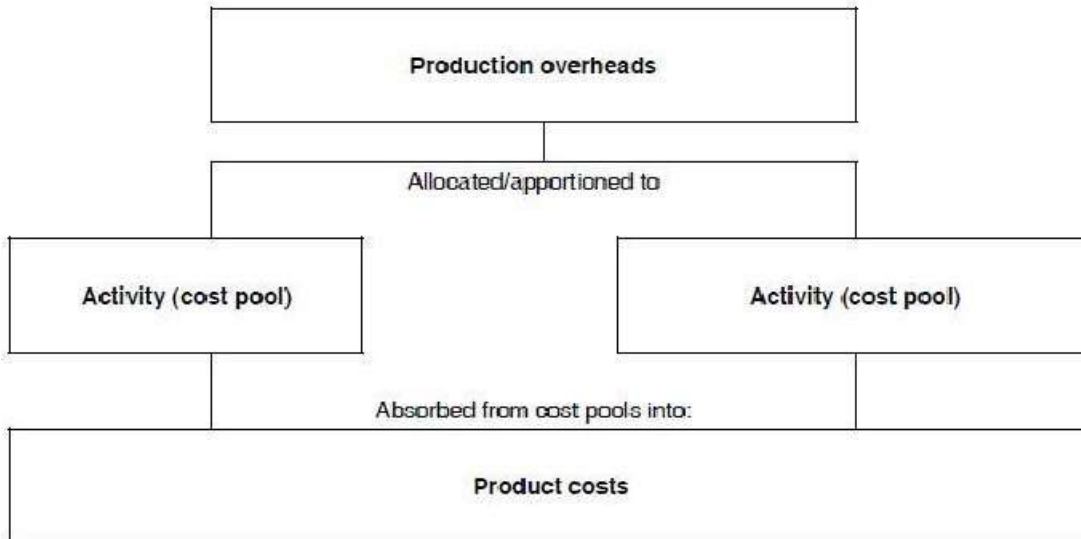 Production overheads
Allocated/apportioned to
Activity (cost pool)
Activity (cost pool)
Absorbed from cost pools into:
Product costs